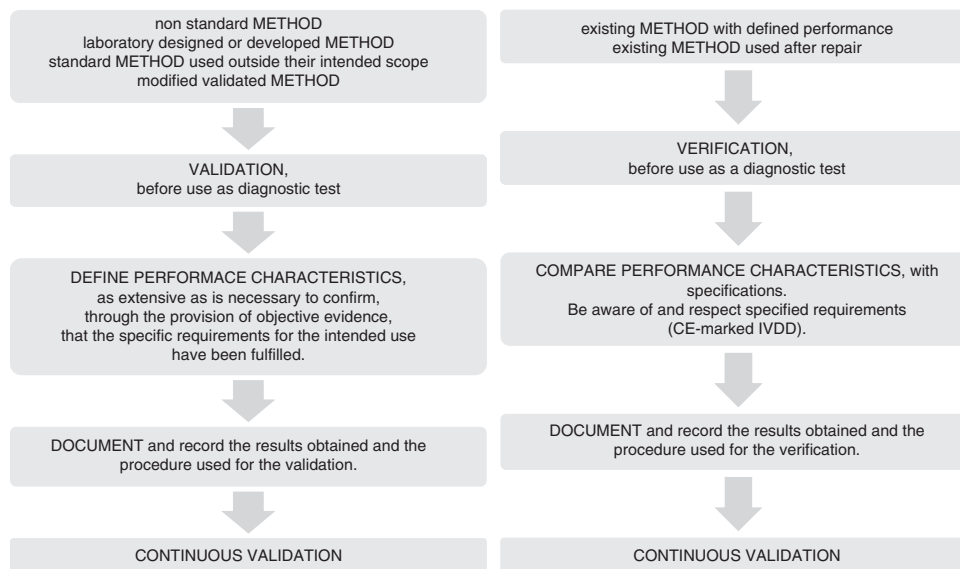 non standard METHOD
laboratory designed or developed METHOD
standard METHOD used outside their intended scope
modified validated METHOD
VALIDATION,
before use as diagnostic test
DEFINE PERFORMACE CHARACTERISTICS,
as extensive as is necessary to confirm,
through the provision of objective evidence,
that the specific requirements for the intended use
have been fulfilled.
DOCUMENT and record the results obtained and the
procedure used for the validation.
CONTINUOUS VALIDATION
existing METHOD with defined performance
existing METHOD used after repair
VERIFICATION,
before use as a diagnostic test
COMPARE PERFORMANCE CHARACTERISTICS, with
specifications.
Be aware of and respect specified requirements
(CE-marked IVDD).
DOCUMENT and record the results obtained and the
procedure used for the verification.
CONTINUOUS VALIDATION